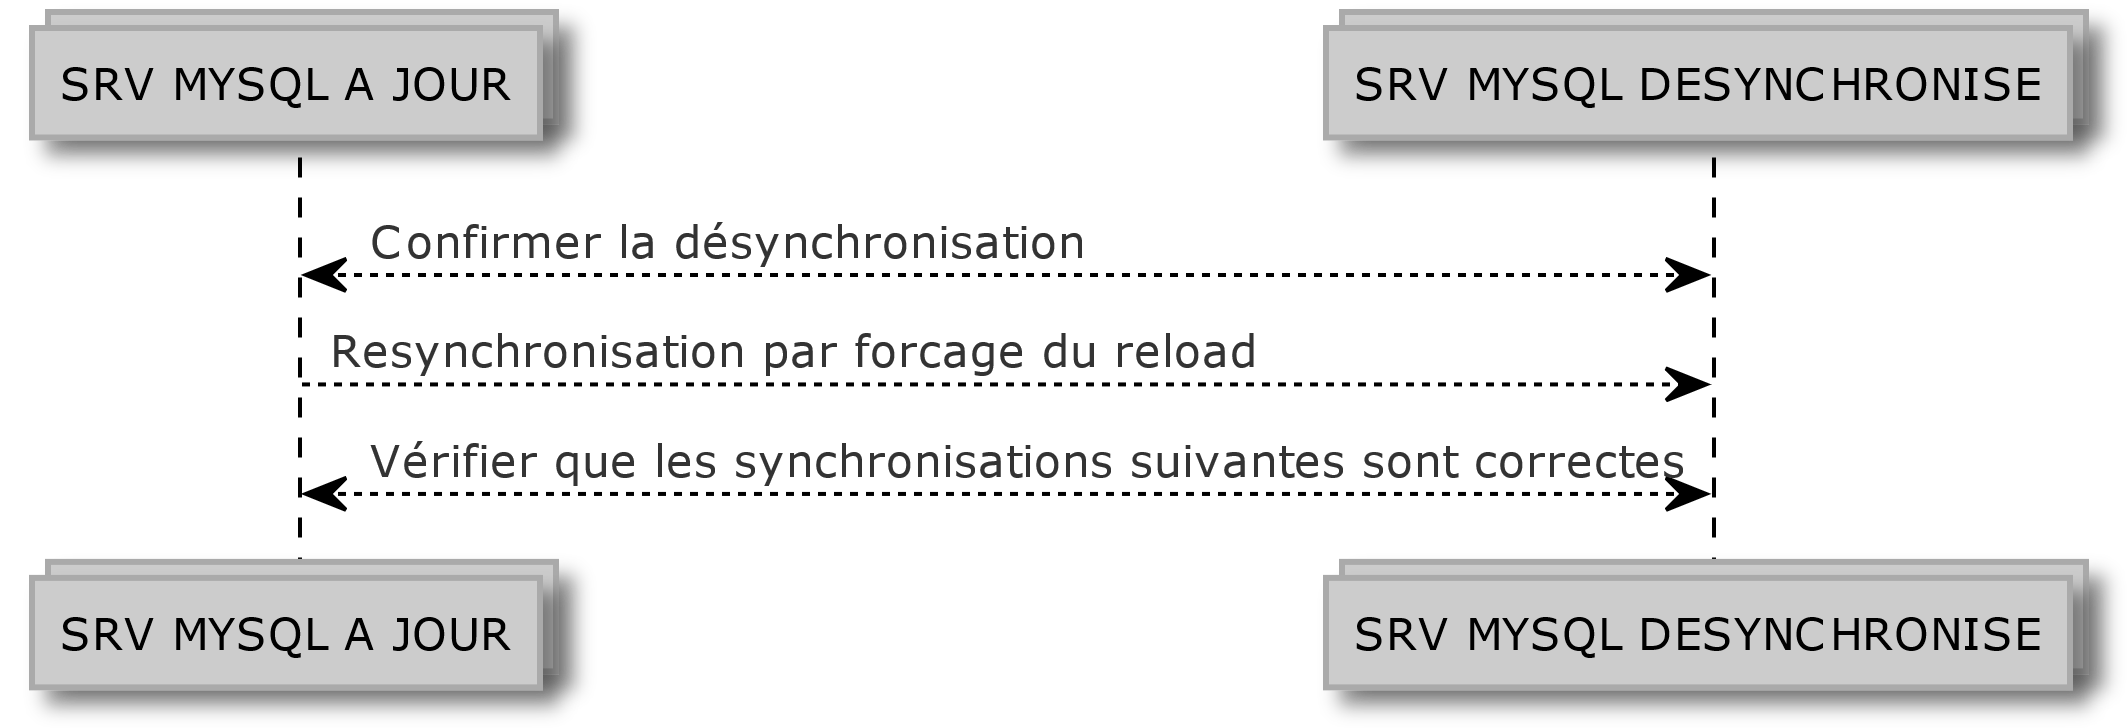 SRV MYSQL A JOUR
SRV MYSQL DESYNCHRONISE
Confirmer la désynchronisation
Resynchronisation par forcage du reload
Vérifier que les synchronisations suivantes sont correctes
SRV MYSQL A JOUR
SRV MYSQL DESYNCHRONISE